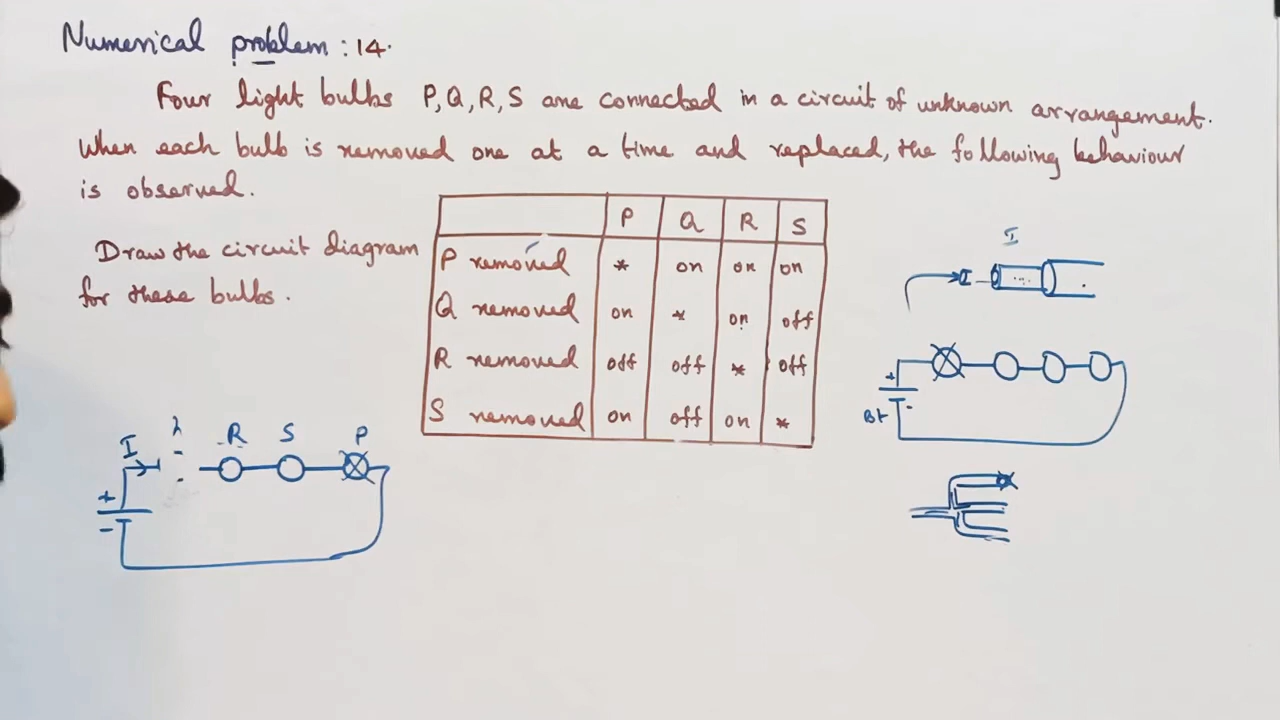 Numerical problem : 14.
Four light bulbs P, Q, R, S are connected in a circuit of unknown arrangement.
When each bulb is removed one at a time and replaced, the following behaviour
is observed.
Draw the circuit diagram
for these bulbs.
P Q R S
P removed * on on on
Q removed on * on off
R removed off off * off
S removed on off on *
I
I
+ - Bt
I R S P
+ -